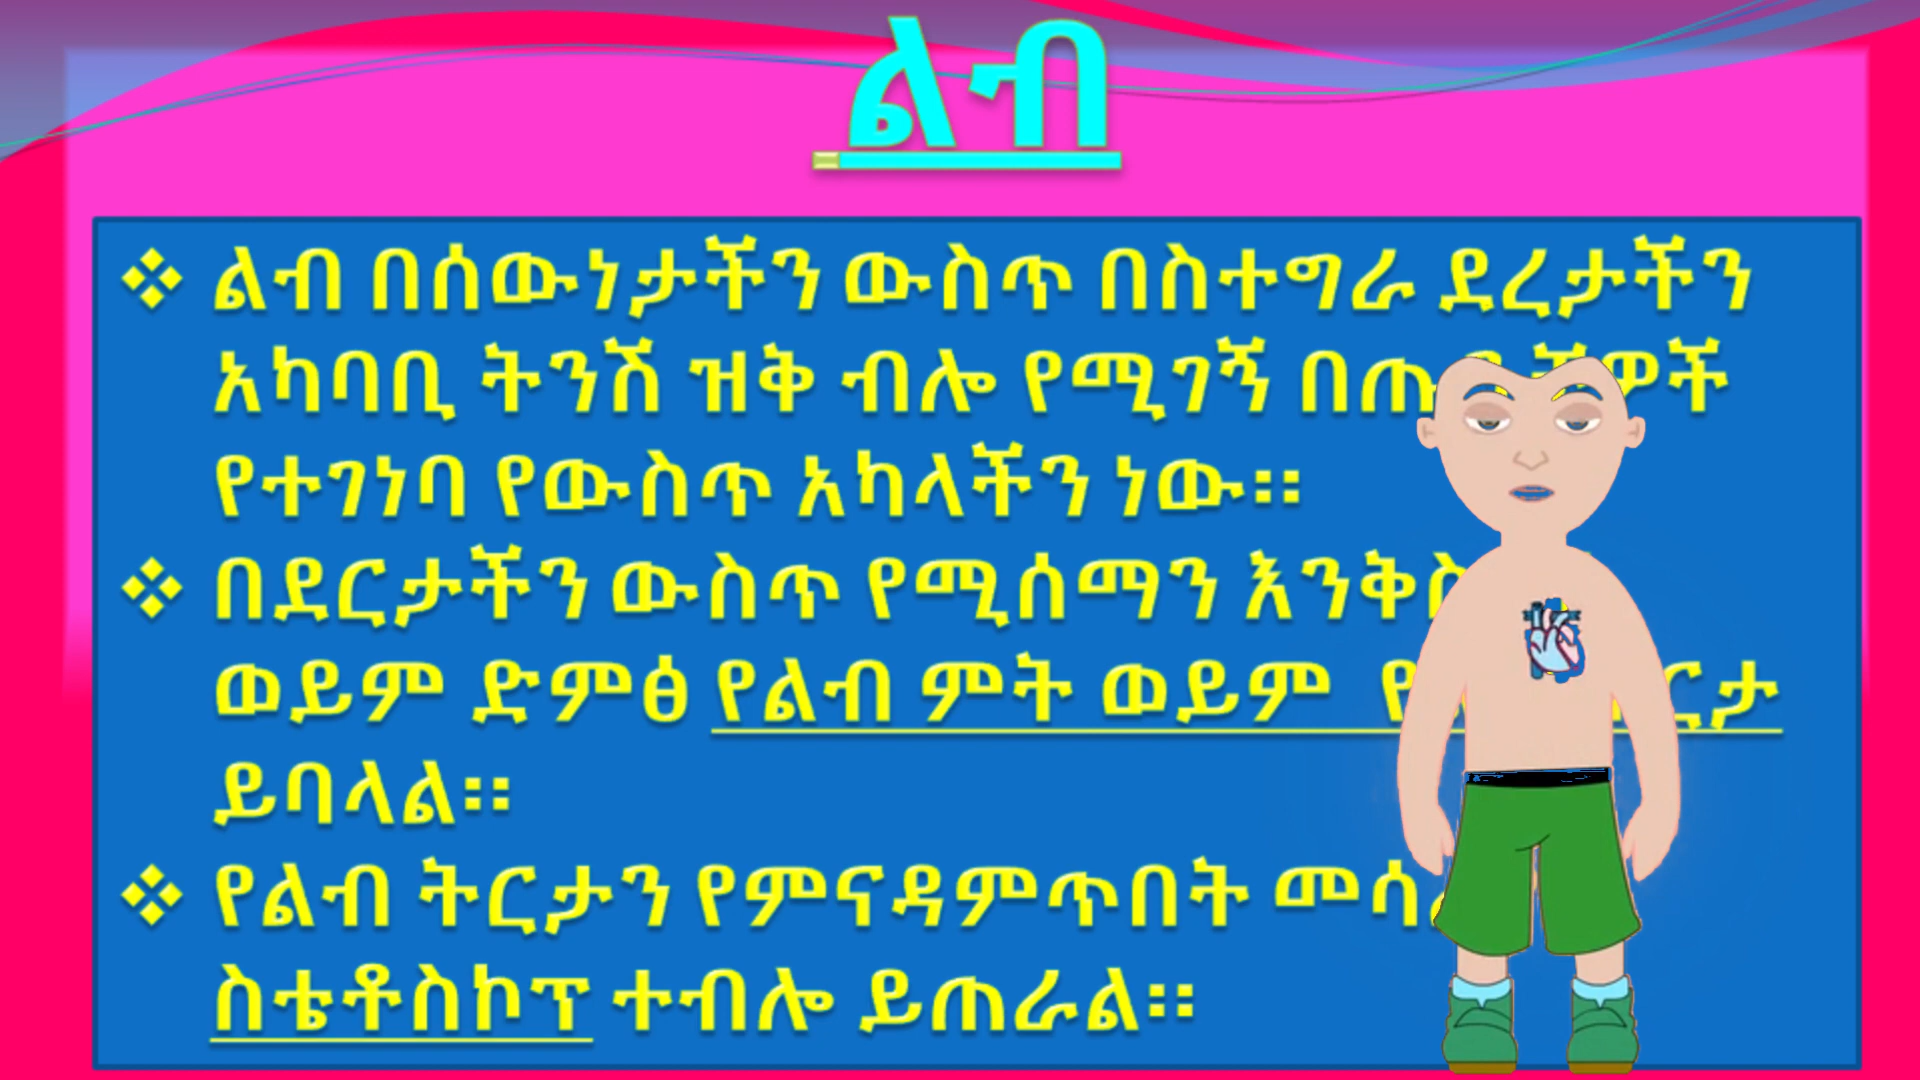 ልብ
ልብ በሰውነታችን ውስጥ በስተግራ ደረታችን
አካባቢ ትንሽ ዝቅ ብሎ የሚገኝ
የተገነባ የውስጥ አካላችን ነው።
በደርታችን ውስጥ የሚሰማን
ወይም ድምፅ የልብ ምት ወይም
ይባላል።
የልብ ትርታን የምናዳምጥበት
ስቴቶስኮፕ ተብሎ ይጠራል።